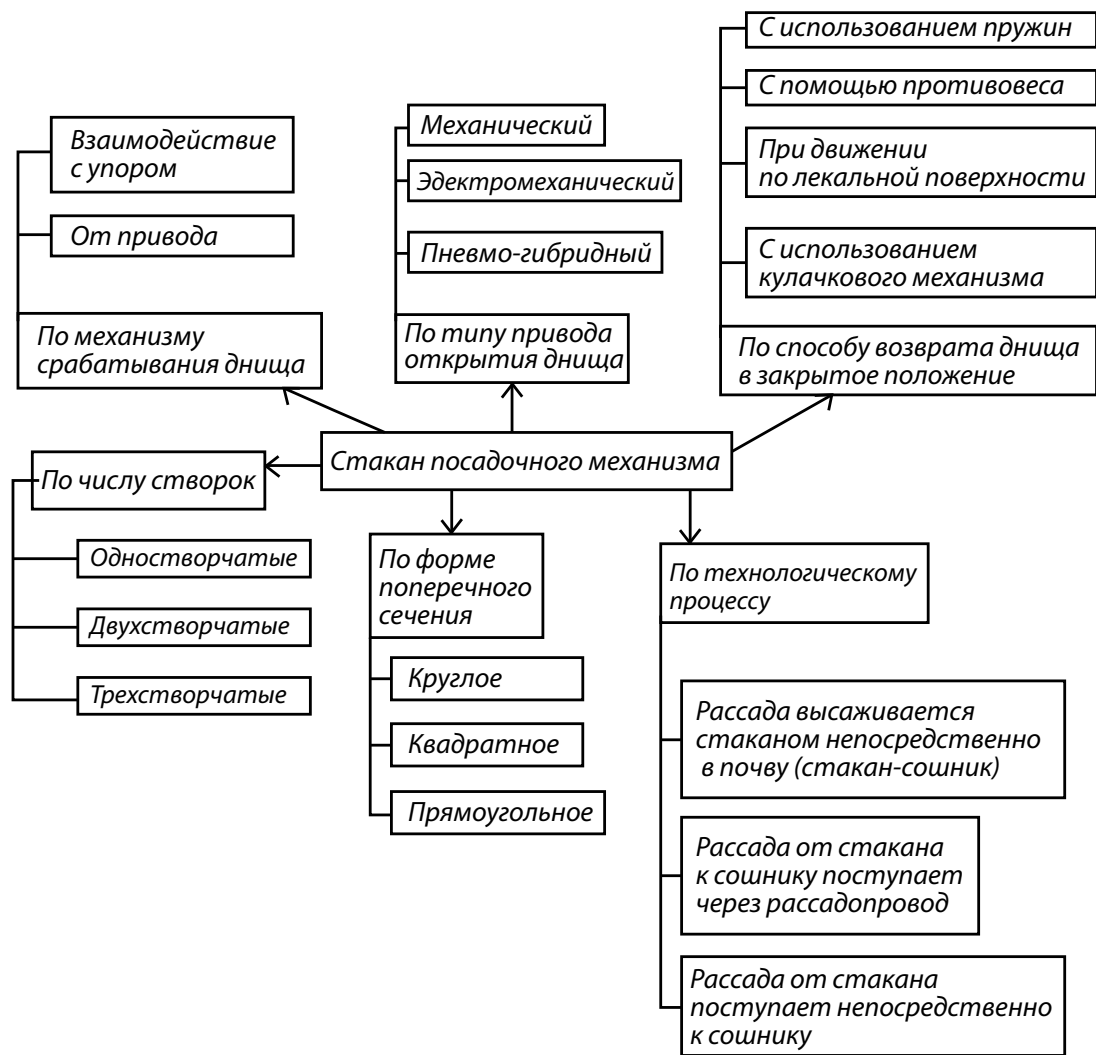 С использованием пружин
С помощью противовеса
При движении
по лекальной поверхности
С использованием
кулачкового механизма
По способу возврата днища
в закрытое положение
Механический
Эдектромеханический
Пневмо-гибридный
По типу привода
открытия днища
Взаимодействие
с упором
От привода
По механизму
срабатывания днища
Стакан посадочного механизма
По числу створок
Одностворчатые
Двухстворчатые
Трехстворчатые
По форме
поперечного
сечения
Круглое
Квадратное
Прямоугольное
По технологическому
процессу
Рассада высаживается
стаканом непосредственно
в почву (стакан-сошник)
Рассада от стакана
к сошнику поступает
через рассадопровод
Рассада от стакана
поступает непосредственно
к сошнику